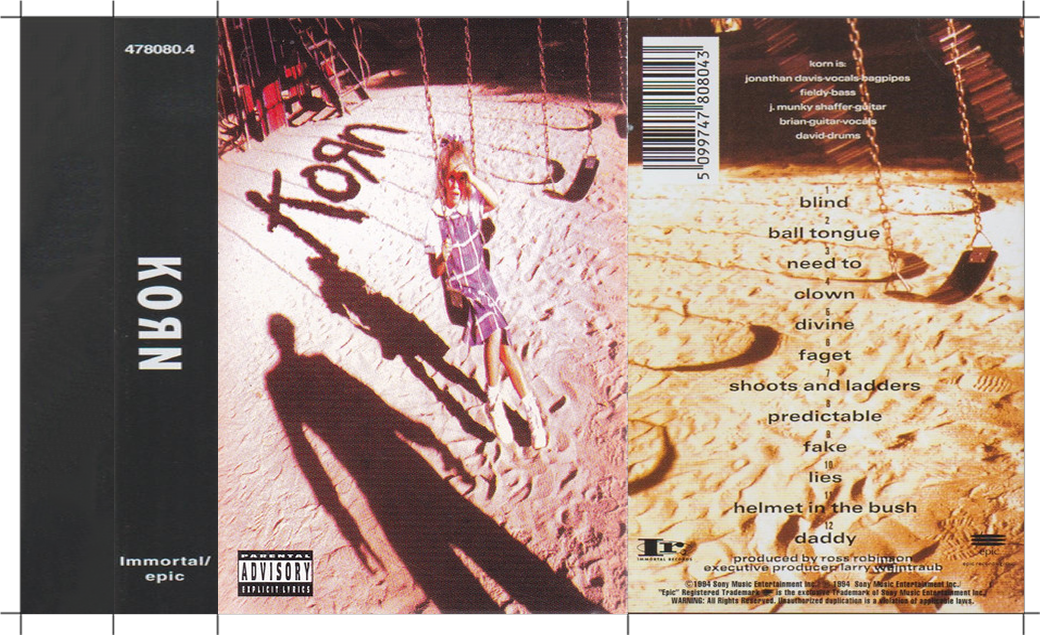 478080.4
KOЯN
Immortal/
epic
KoЯn
PARENTAL
ADVISORY
EXPLICIT LYRICS
5 099747 808043
korn is:
jonathan davis-vocals-bagpipes
fieldy-bass
j. munky shaffer-guitar
brian-guitar-vocals
david-drums
1
blind
2
ball tongue
3
need to
4
clown
5
divine
6
faget
7
shoots and ladders
8
predictable
9
fake
10
lies
11
helmet in the bush
12
daddy
Ir.
IMMORTAL RECORDS
produced by ross robinson
executive producer larry weintraub
epic
©1994 Sony Music Entertainment Inc. 1994 Sony Music Entertainment Inc.
"Epic" Registered Trademark is the exclusive Trademark of Sony Music Entertainment Inc./
WARNING: All Rights Reserved. Unauthorized duplication is a violation of applicable laws.